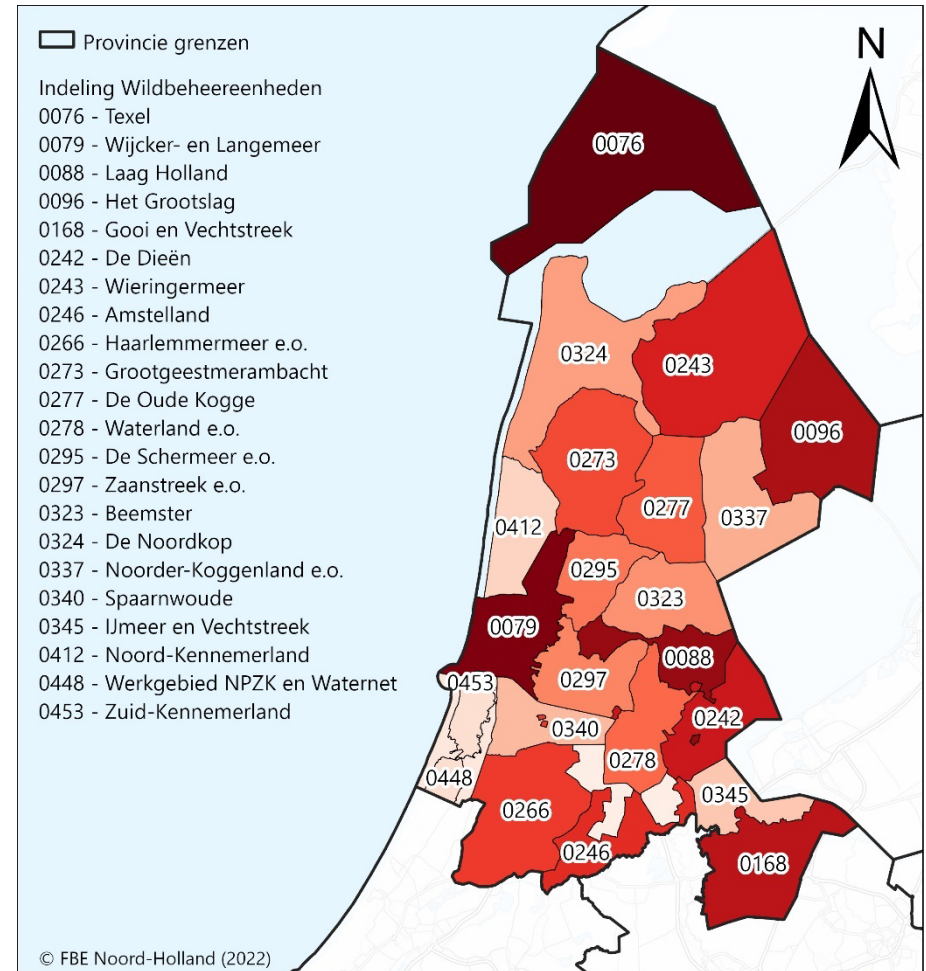 Provincie grenzen
N
Indeling Wildbeheereenheden
0076 - Texel
0079 - Wijcker- en Langemeer
0088 - Laag Holland
0096 - Het Grootslag
0168 - Gooi en Vechtstreek
0242 - De Dieën
0243 - Wieringermeer
0246 - Amstelland
0266 - Haarlemmermeer e.o.
0273 - Grootgeestmerambacht
0277 - De Oude Kogge
0278 - Waterland e.o.
0295 - De Schermeer e.o.
0297 - Zaanstreek e.o.
0323 - Beemster
0324 - De Noordkop
0337 - Noorder-Koggenland e.o.
0340 - Spaarnwoude
0345 - IJmeer en Vechtstreek
0412 - Noord-Kennemerland
0448 - Werkgebied NPZK en Waternet
0453 - Zuid-Kennemerland
0076
0324
0243
0096
0273
0277
0337
0412
0295
0323
0079
0088
0453
0297
0242
0340
0278
0448
0345
0266
0246
0168
© FBE Noord-Holland (2022)